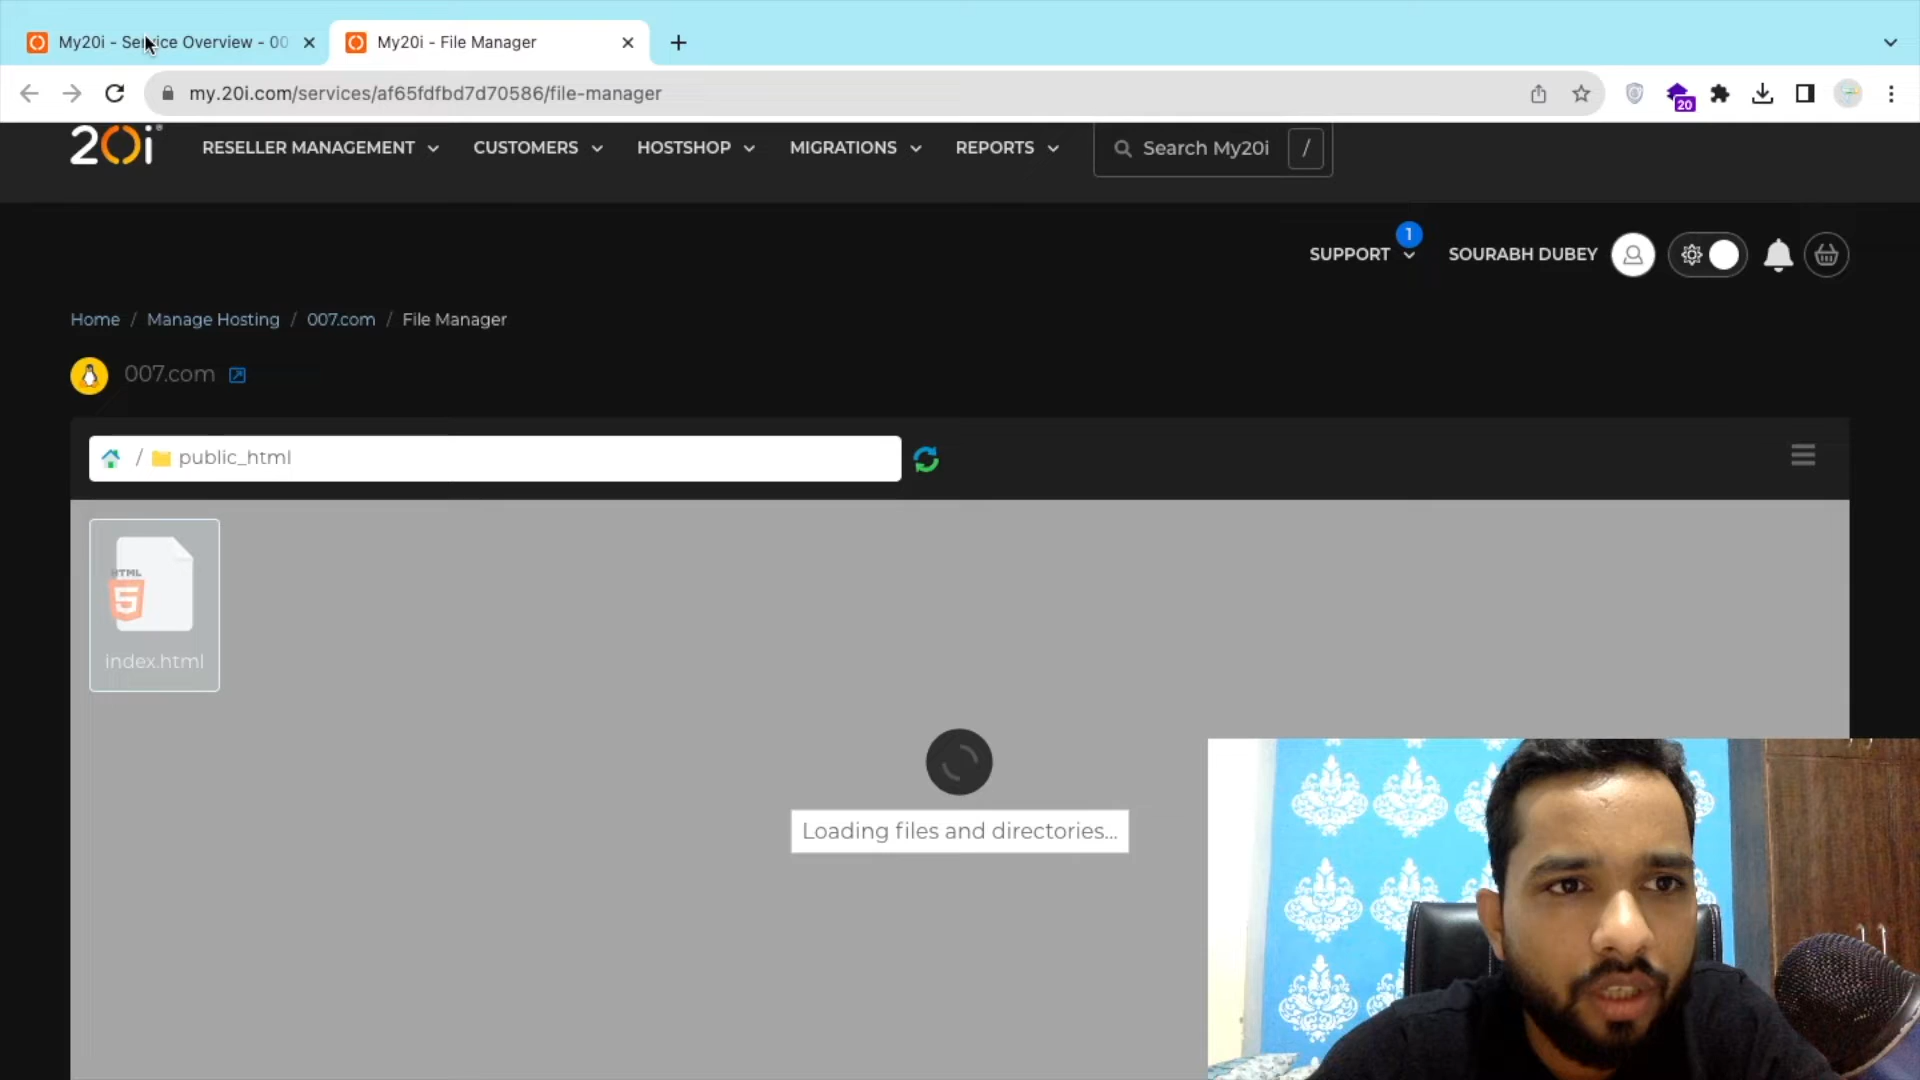 My20i - Service Overview - 00
My20i - File Manager
my.20i.com/services/af65fdfbd7d70586/file-manager
20
20i
RESELLER MANAGEMENT
CUSTOMERS
HOSTSHOP
MIGRATIONS
REPORTS
Search My20i
/
SUPPORT
1
SOURABH DUBEY
Home / Manage Hosting / 007.com / File Manager
007.com
/ public_html
HTML
5
index.html
Loading files and directories...